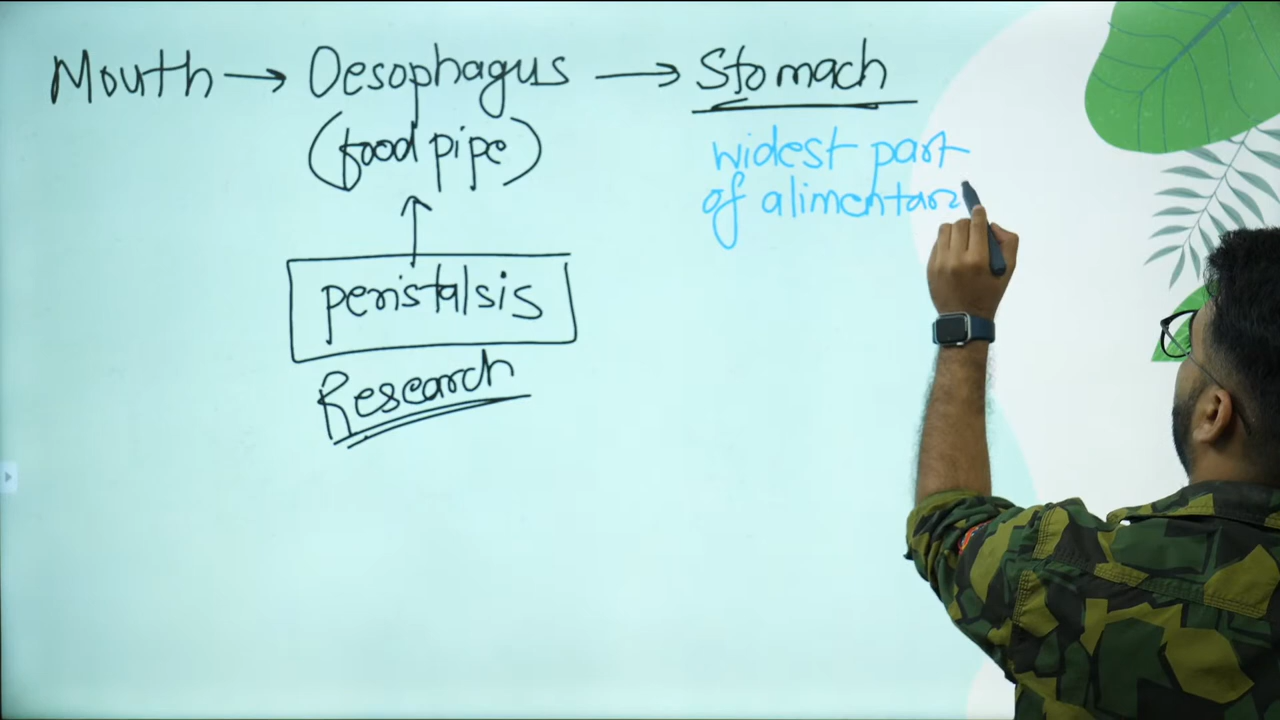 Mouth → Oesophagus → Stomach
(food pipe)
widest part
of alimentar
↑
peristalsis
Research